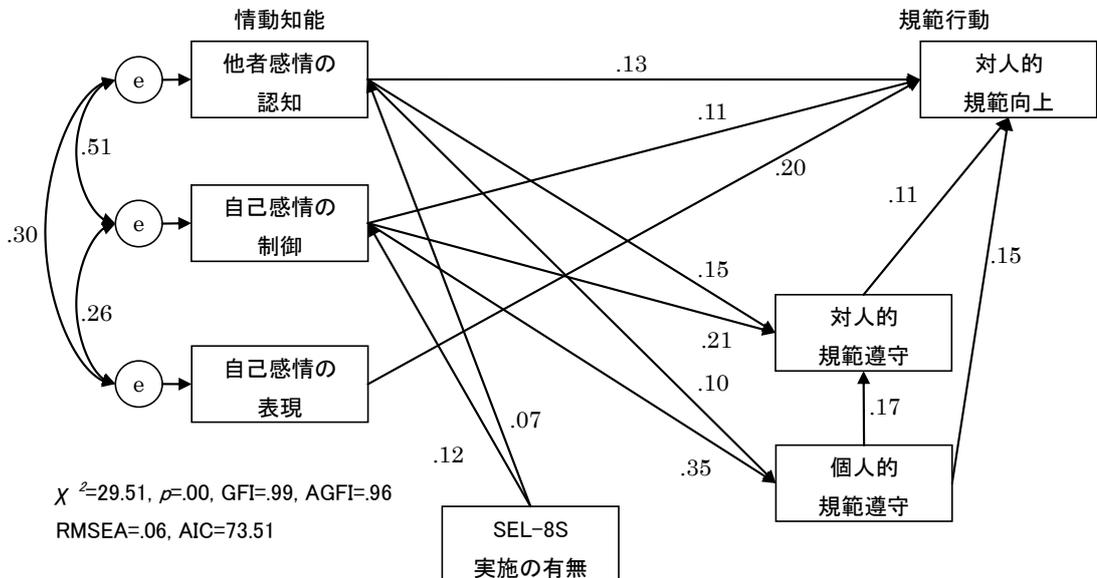 情動知能
規範行動
他者感情の
認知
対人的
規範向上
自己感情の
制御
自己感情の
表現
対人的
規範遵守
個人的
規範遵守
SEL-8S
実施の有無
e
e
e
.51
.30
.26
.13
.11
.20
.15
.21
.10
.35
.07
.12
.11
.15
.17
χ ²=29.51, p=.00, GFI=.99, AGFI=.96
RMSEA=.06, AIC=73.51